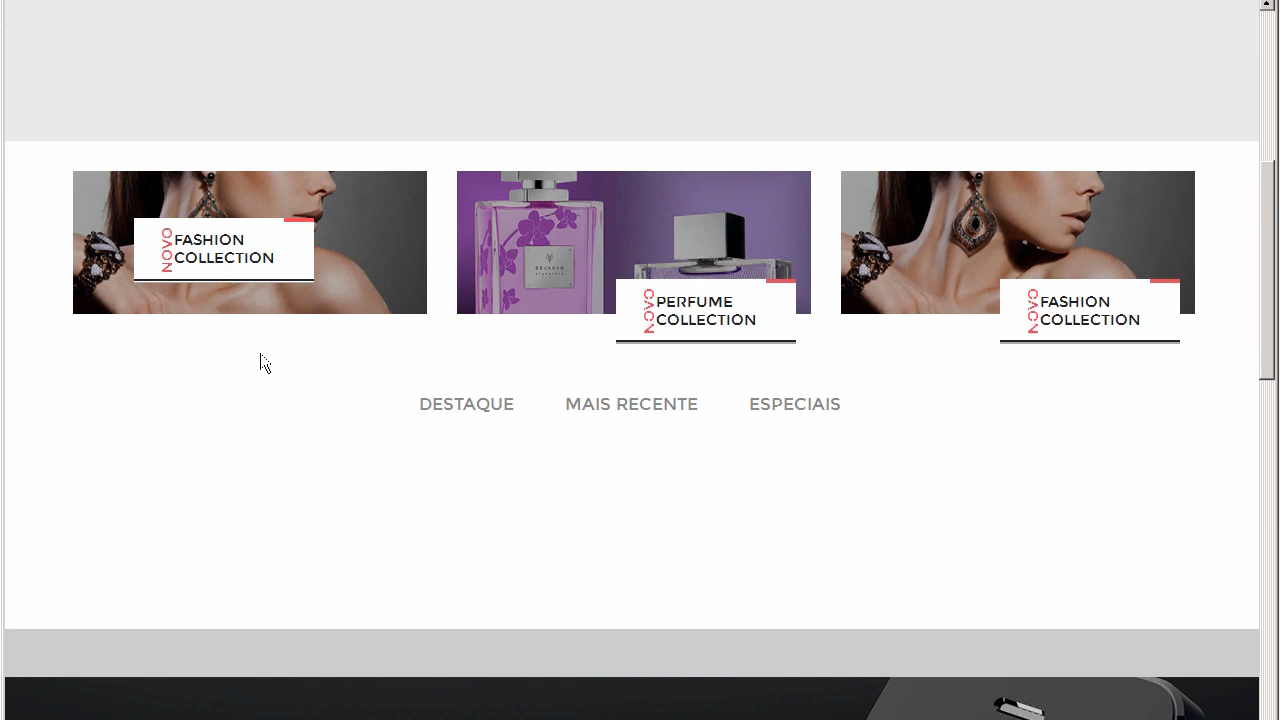 NOVO
FASHION
COLLECTION
NOVO
PERFUME
COLLECTION
NOVO
FASHION
COLLECTION
DESTAQUE
MAIS RECENTE
ESPECIAIS